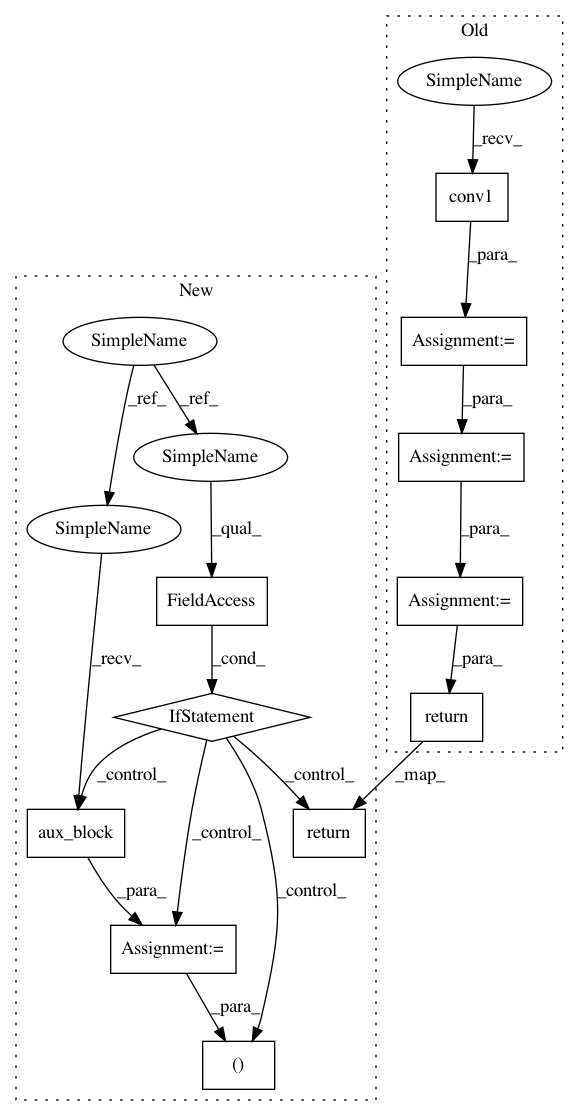 Old
SimpleName
_recv_
conv1
_para_
New
SimpleName
Assignment:=
_ref_
_ref_
_para_
SimpleName
Assignment:=
SimpleName
_qual_
_para_
FieldAccess
Assignment:=
_recv_
_cond_
_para_
IfStatement
return
_control_
_control_
_map_
aux_block
_control_
return
_para_
_control_
Assignment:=
_para_
()